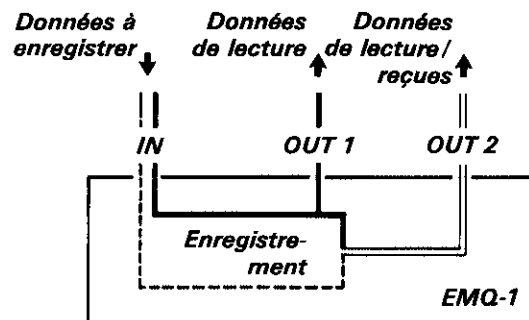 Données à
enregistrer
Données
de lecture
Données
de lecture/
reçues
IN
OUT 1
OUT 2
Enregistre-
ment
EMQ-1